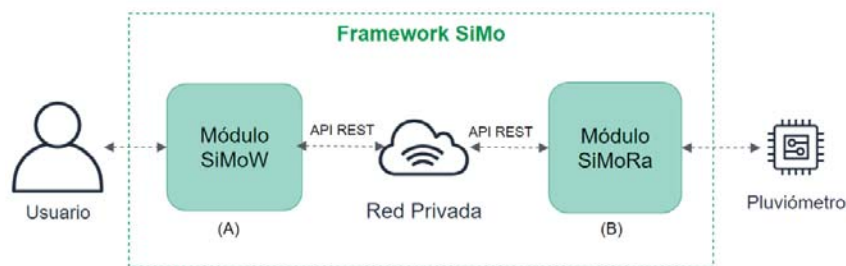 Framework SiMo
Módulo
SiMoW
API REST
API REST
Módulo
SiMoRa
Usuario
(A)
Red Privada
(B)
Pluviómetro